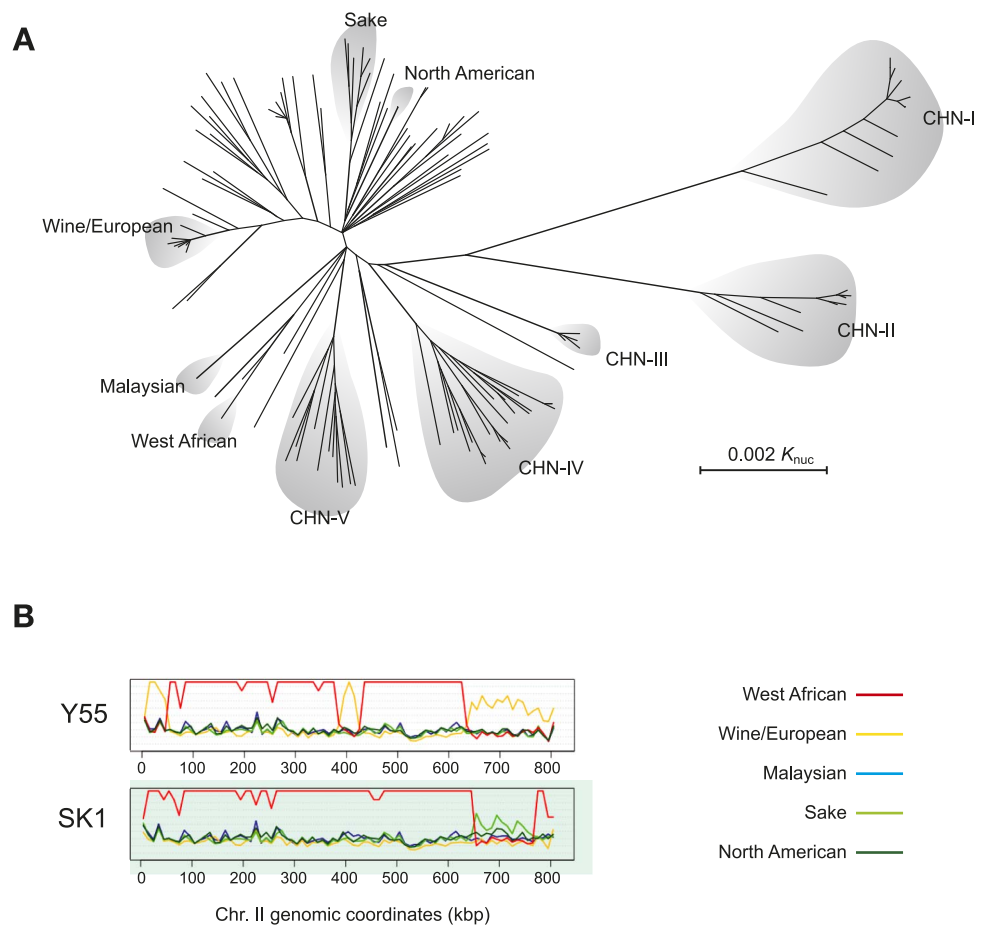 A
Sake
North American
CHN-I
Wine/European
CHN-II
CHN-III
Malaysian
West African
CHN-IV
0.002 Knuc
CHN-V
B
Y55
0 100 200 300 400 500 600 700 800
SK1
0 100 200 300 400 500 600 700 800
Chr. II genomic coordinates (kbp)
West African
Wine/European
Malaysian
Sake
North American